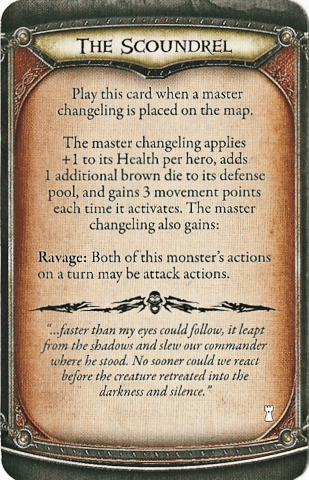 The Scoundrel
Play this card when a master
changeling is placed on the map.
The master changeling applies
+1 to its Health per hero, adds
1 additional brown die to its defense
pool, and gains 3 movement points
each time it activates. The master
changeling also gains:
Ravage: Both of this monster's actions
on a turn may be attack actions.
"...faster than my eyes could follow, it leapt
from the shadows and slew our commander
where he stood. No sooner could we react
before the creature retreated into the
darkness and silence."